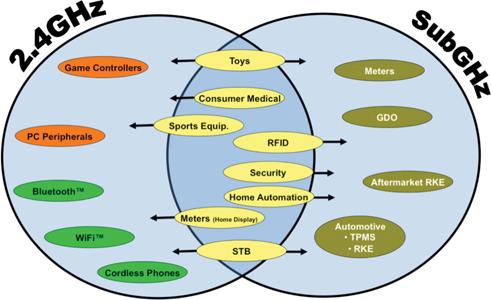 2.4GHz
SubGHz
Game Controllers
PC Peripherals
Bluetooth™
WiFi™
Cordless Phones
Toys
Consumer Medical
Sports Equip.
RFID
Security
Home Automation
Meters (Home Display)
STB
Meters
GDO
Aftermarket RKE
Automotive
• TPMS
• RKE